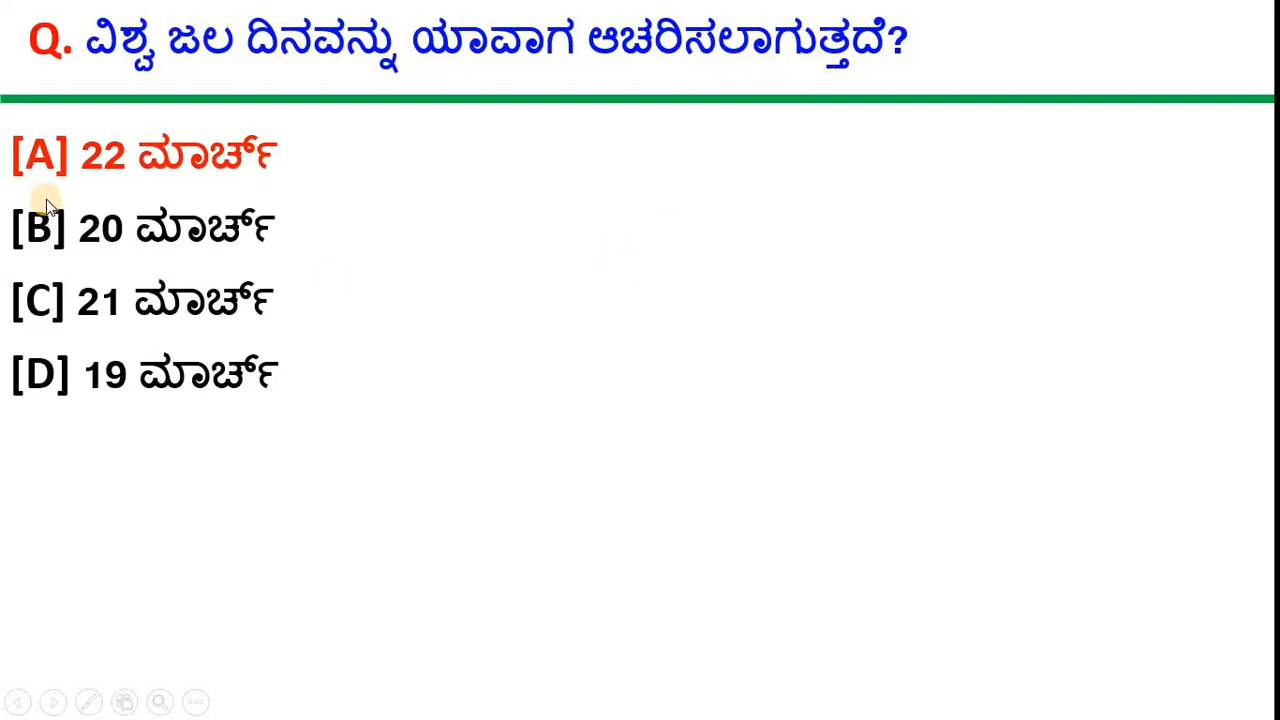 Q. ವಿಶ್ವ ಜಲ ದಿನವನ್ನು ಯಾವಾಗ ಆಚರಿಸಲಾಗುತ್ತದೆ?
[A] 22 ಮಾರ್ಚ್
[B] 20 ಮಾರ್ಚ್
[C] 21 ಮಾರ್ಚ್
[D] 19 ಮಾರ್ಚ್